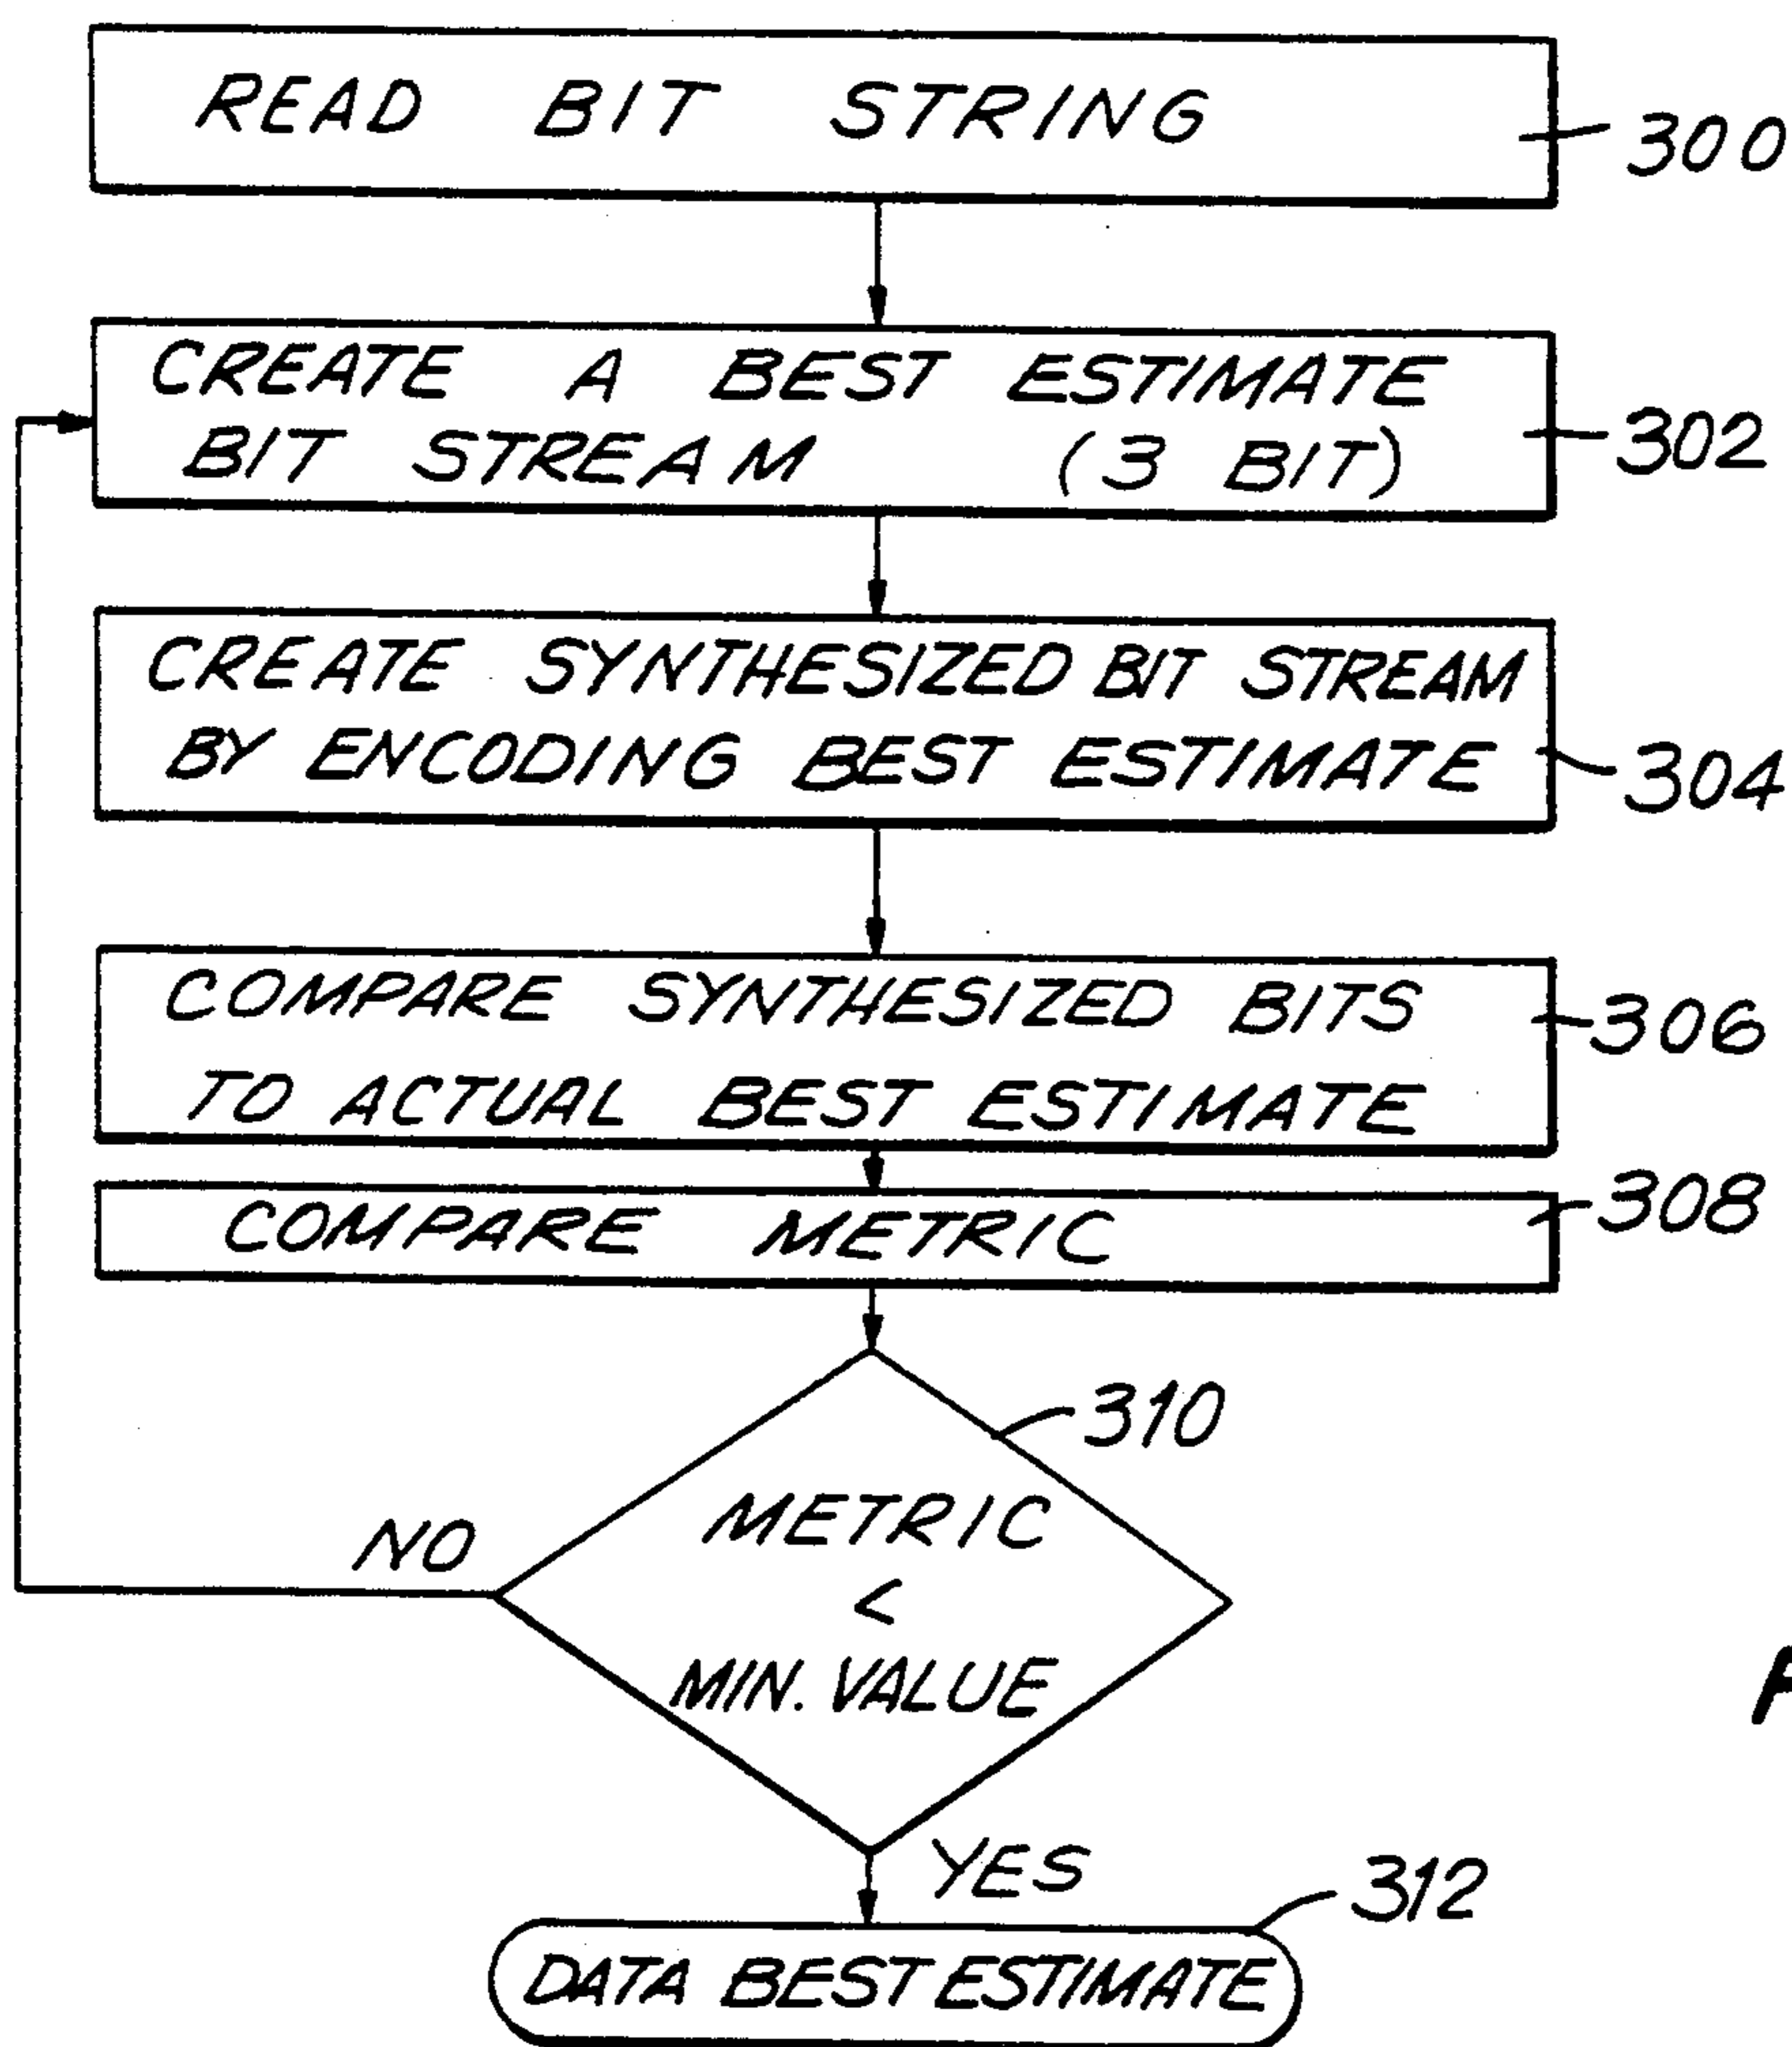 READ BIT STRING
300
CREATE A BEST ESTIMATE
BIT STREAM (3 BIT)
302
CREATE SYNTHESIZED BIT STREAM
BY ENCODING BEST ESTIMATE
304
COMPARE SYNTHESIZED BITS
TO ACTUAL BEST ESTIMATE
306
COMPARE METRIC
308
310
METRIC
<
MIN. VALUE
NO
YES
312
DATA BEST ESTIMATE